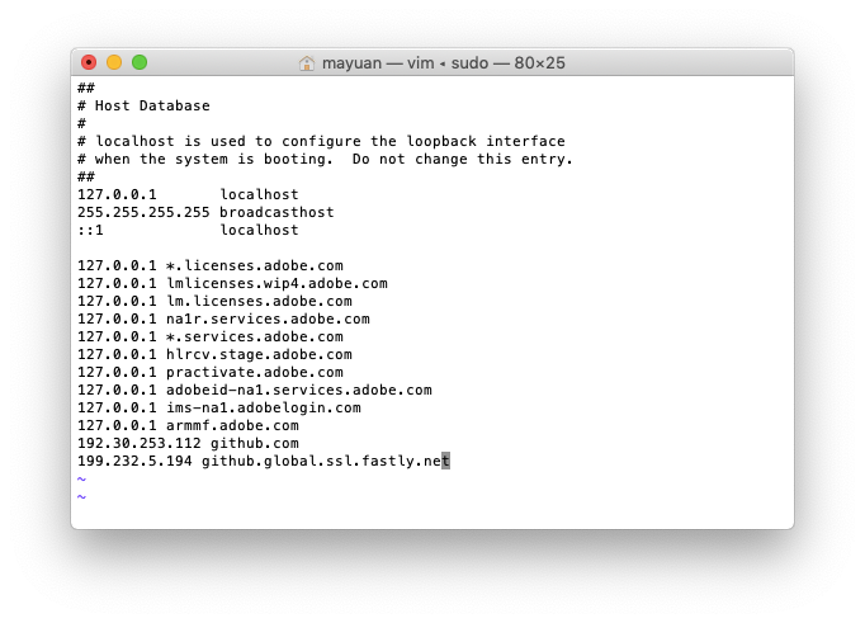 mayuan — vim ◂ sudo — 80×25
##
# Host Database
#
# localhost is used to configure the loopback interface
# when the system is booting.  Do not change this entry.
##
127.0.0.1       localhost
255.255.255.255 broadcasthost
::1             localhost

127.0.0.1 *.licenses.adobe.com
127.0.0.1 lmlicenses.wip4.adobe.com
127.0.0.1 lm.licenses.adobe.com
127.0.0.1 na1r.services.adobe.com
127.0.0.1 *.services.adobe.com
127.0.0.1 hlrcv.stage.adobe.com
127.0.0.1 practivate.adobe.com
127.0.0.1 adobeid-na1.services.adobe.com
127.0.0.1 ims-na1.adobelogin.com
127.0.0.1 armmf.adobe.com
192.30.253.112 github.com
199.232.5.194 github.global.ssl.fastly.net
~
~